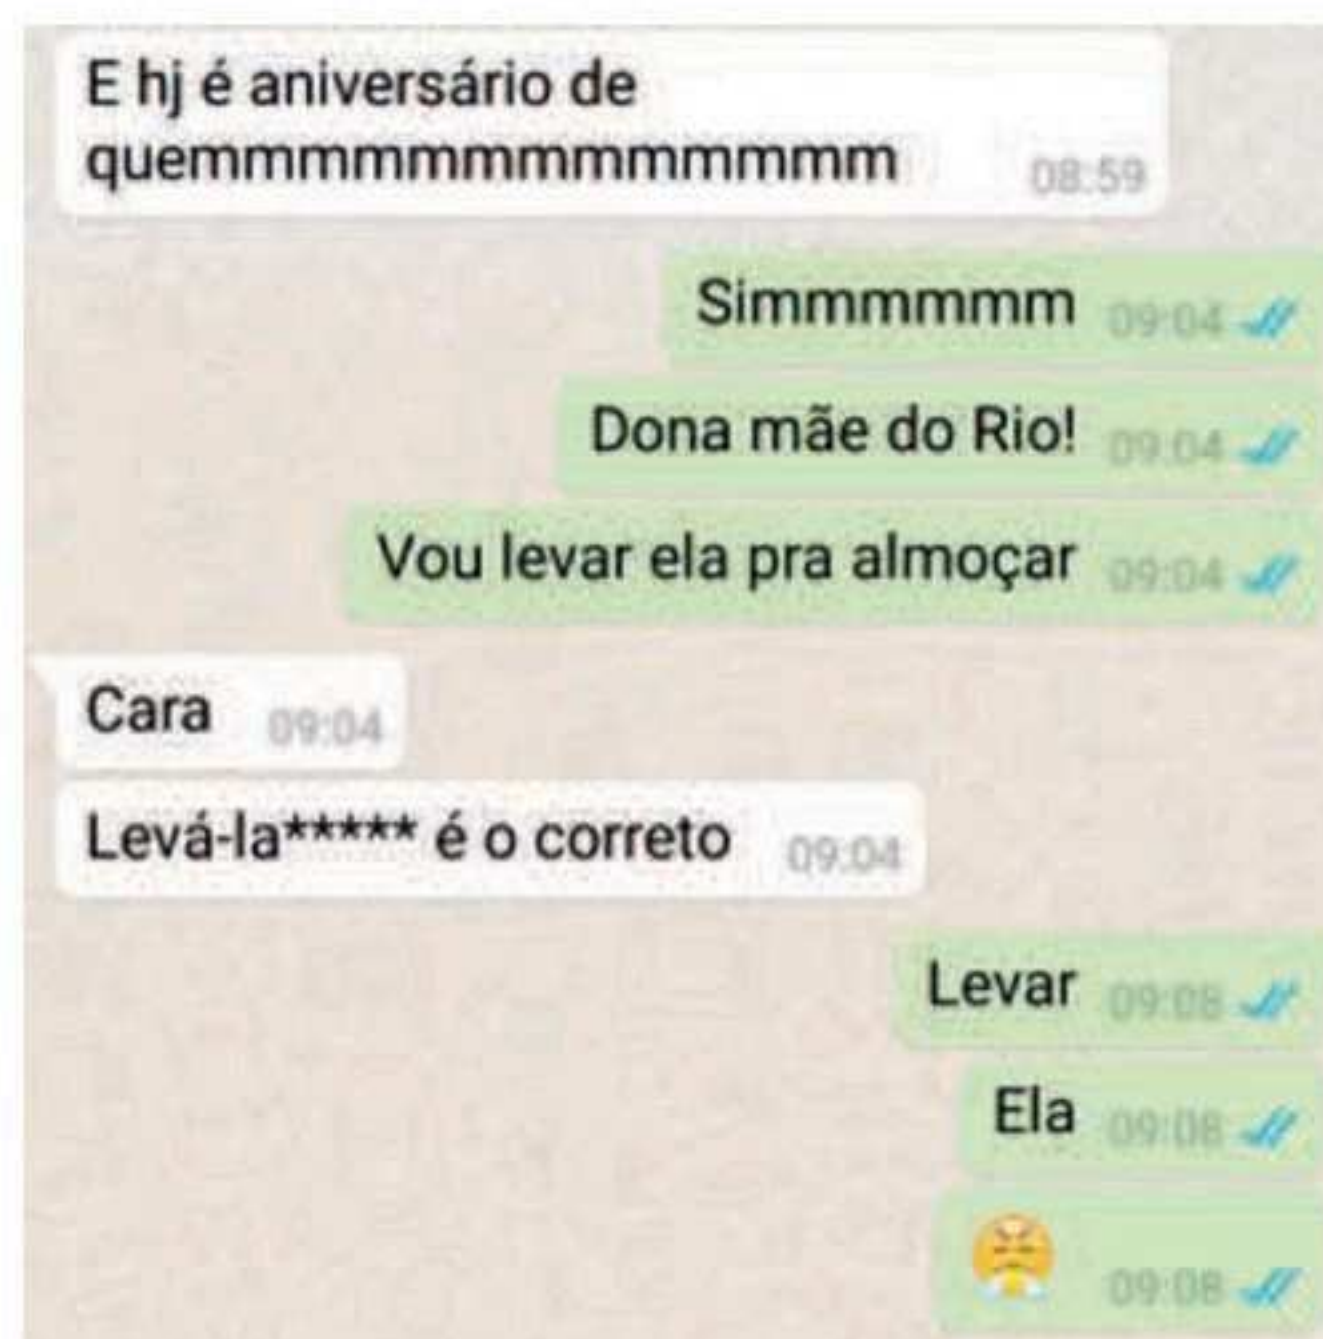 E hj é aniversário de
quemmmmmmmmmmmmmm 08:59
Simmmmmm 09:04
Dona mãe do Rio! 09:04
Vou levar ela pra almoçar 09:04
Cara 09:04
Levá-la***** é o correto 09:04
Levar 09:08
Ela 09:08
09:08